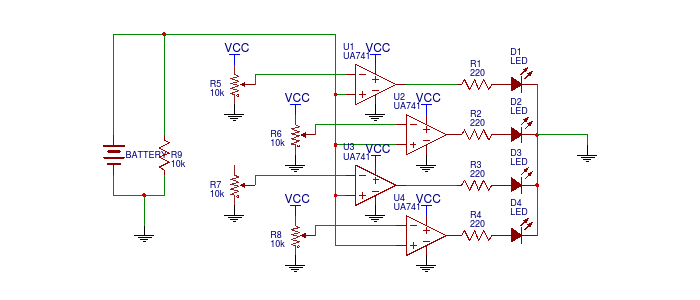 VCC
R5
10k
U1
UA741
VCC
R1
220
D1
LED
VCC
R6
10k
U2
UA741
VCC
R2
220
D2
LED
BATTERY
R9
10k
R7
10k
U3
UA741
VCC
R3
220
D3
LED
VCC
R8
10k
U4
UA741
VCC
R4
220
D4
LED